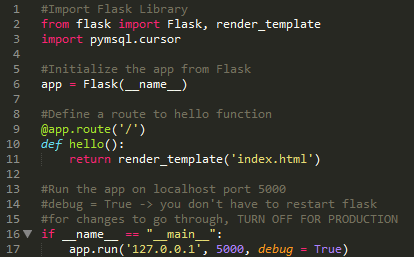 1 #Import Flask Library
2 from flask import Flask, render_template
3 import pymsql.cursor
4
5 #Initialize the app from Flask
6 app = Flask(__name__)
7
8 #Define a route to hello function
9 @app.route('/')
10 def hello():
11     return render_template('index.html')
12
13 #Run the app on localhost port 5000
14 #debug = True -> you don't have to restart flask
15 #for changes to go through, TURN OFF FOR PRODUCTION
16 if __name__ == "__main__":
17     app.run('127.0.0.1', 5000, debug = True)